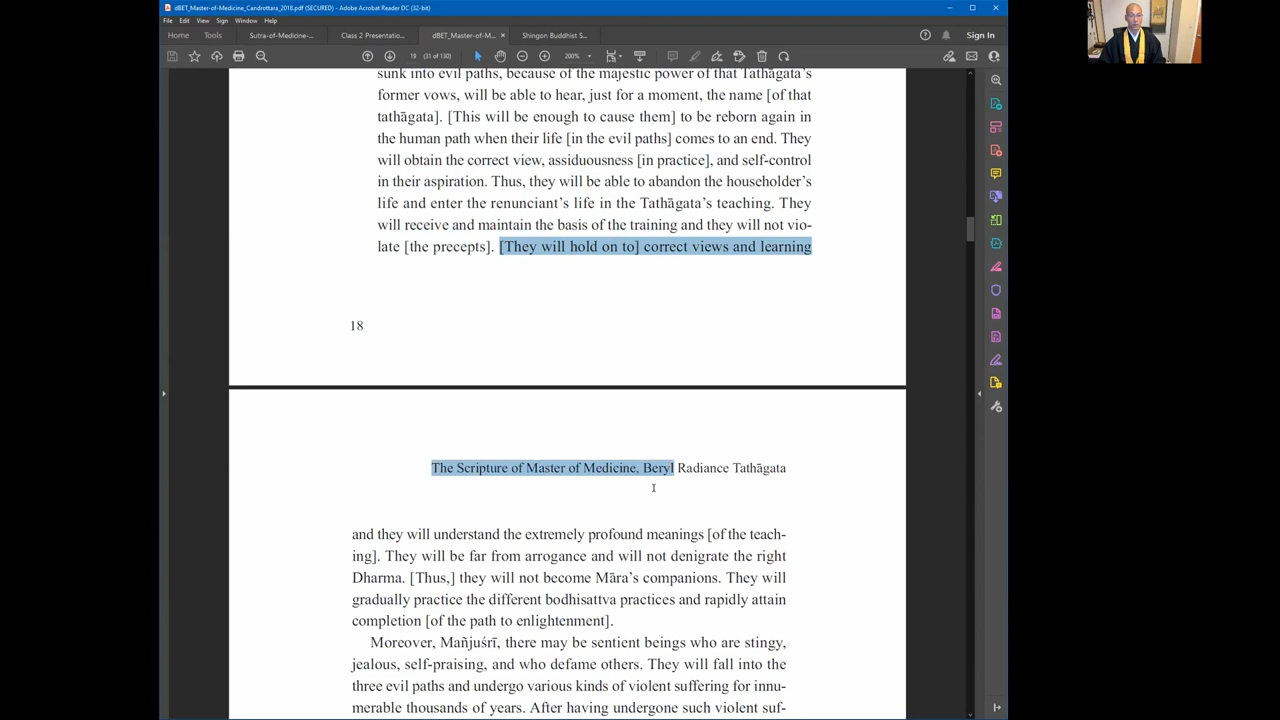 dBET_Master-of-Medicine_Candrottara_2018.pdf (SECURED) - Adobe Acrobat Reader DC (32-bit)
File Edit View Sign Window Help
Home Tools Sutra-of-Medicine-... Class 2 Presentatio... dBET_Master-of-M... × Shingon Buddhist S... Sign In
19 (31 of 130) 200%
sunk into evil paths, because of the majestic power of that Tathāgata's
former vows, will be able to hear, just for a moment, the name [of that
tathāgata]. [This will be enough to cause them] to be reborn again in
the human path when their life [in the evil paths] comes to an end. They
will obtain the correct view, assiduousness [in practice], and self-control
in their aspiration. Thus, they will be able to abandon the householder's
life and enter the renunciant's life in the Tathāgata's teaching. They
will receive and maintain the basis of the training and they will not vio-
late [the precepts]. [They will hold on to] correct views and learning
18
The Scripture of Master of Medicine, Beryl Radiance Tathāgata
and they will understand the extremely profound meanings [of the teach-
ing]. They will be far from arrogance and will not denigrate the right
Dharma. [Thus,] they will not become Māra's companions. They will
gradually practice the different bodhisattva practices and rapidly attain
completion [of the path to enlightenment].
Moreover, Mañjuśrī, there may be sentient beings who are stingy,
jealous, self-praising, and who defame others. They will fall into the
three evil paths and undergo various kinds of violent suffering for innu-
merable thousands of years. After having undergone such violent suf-